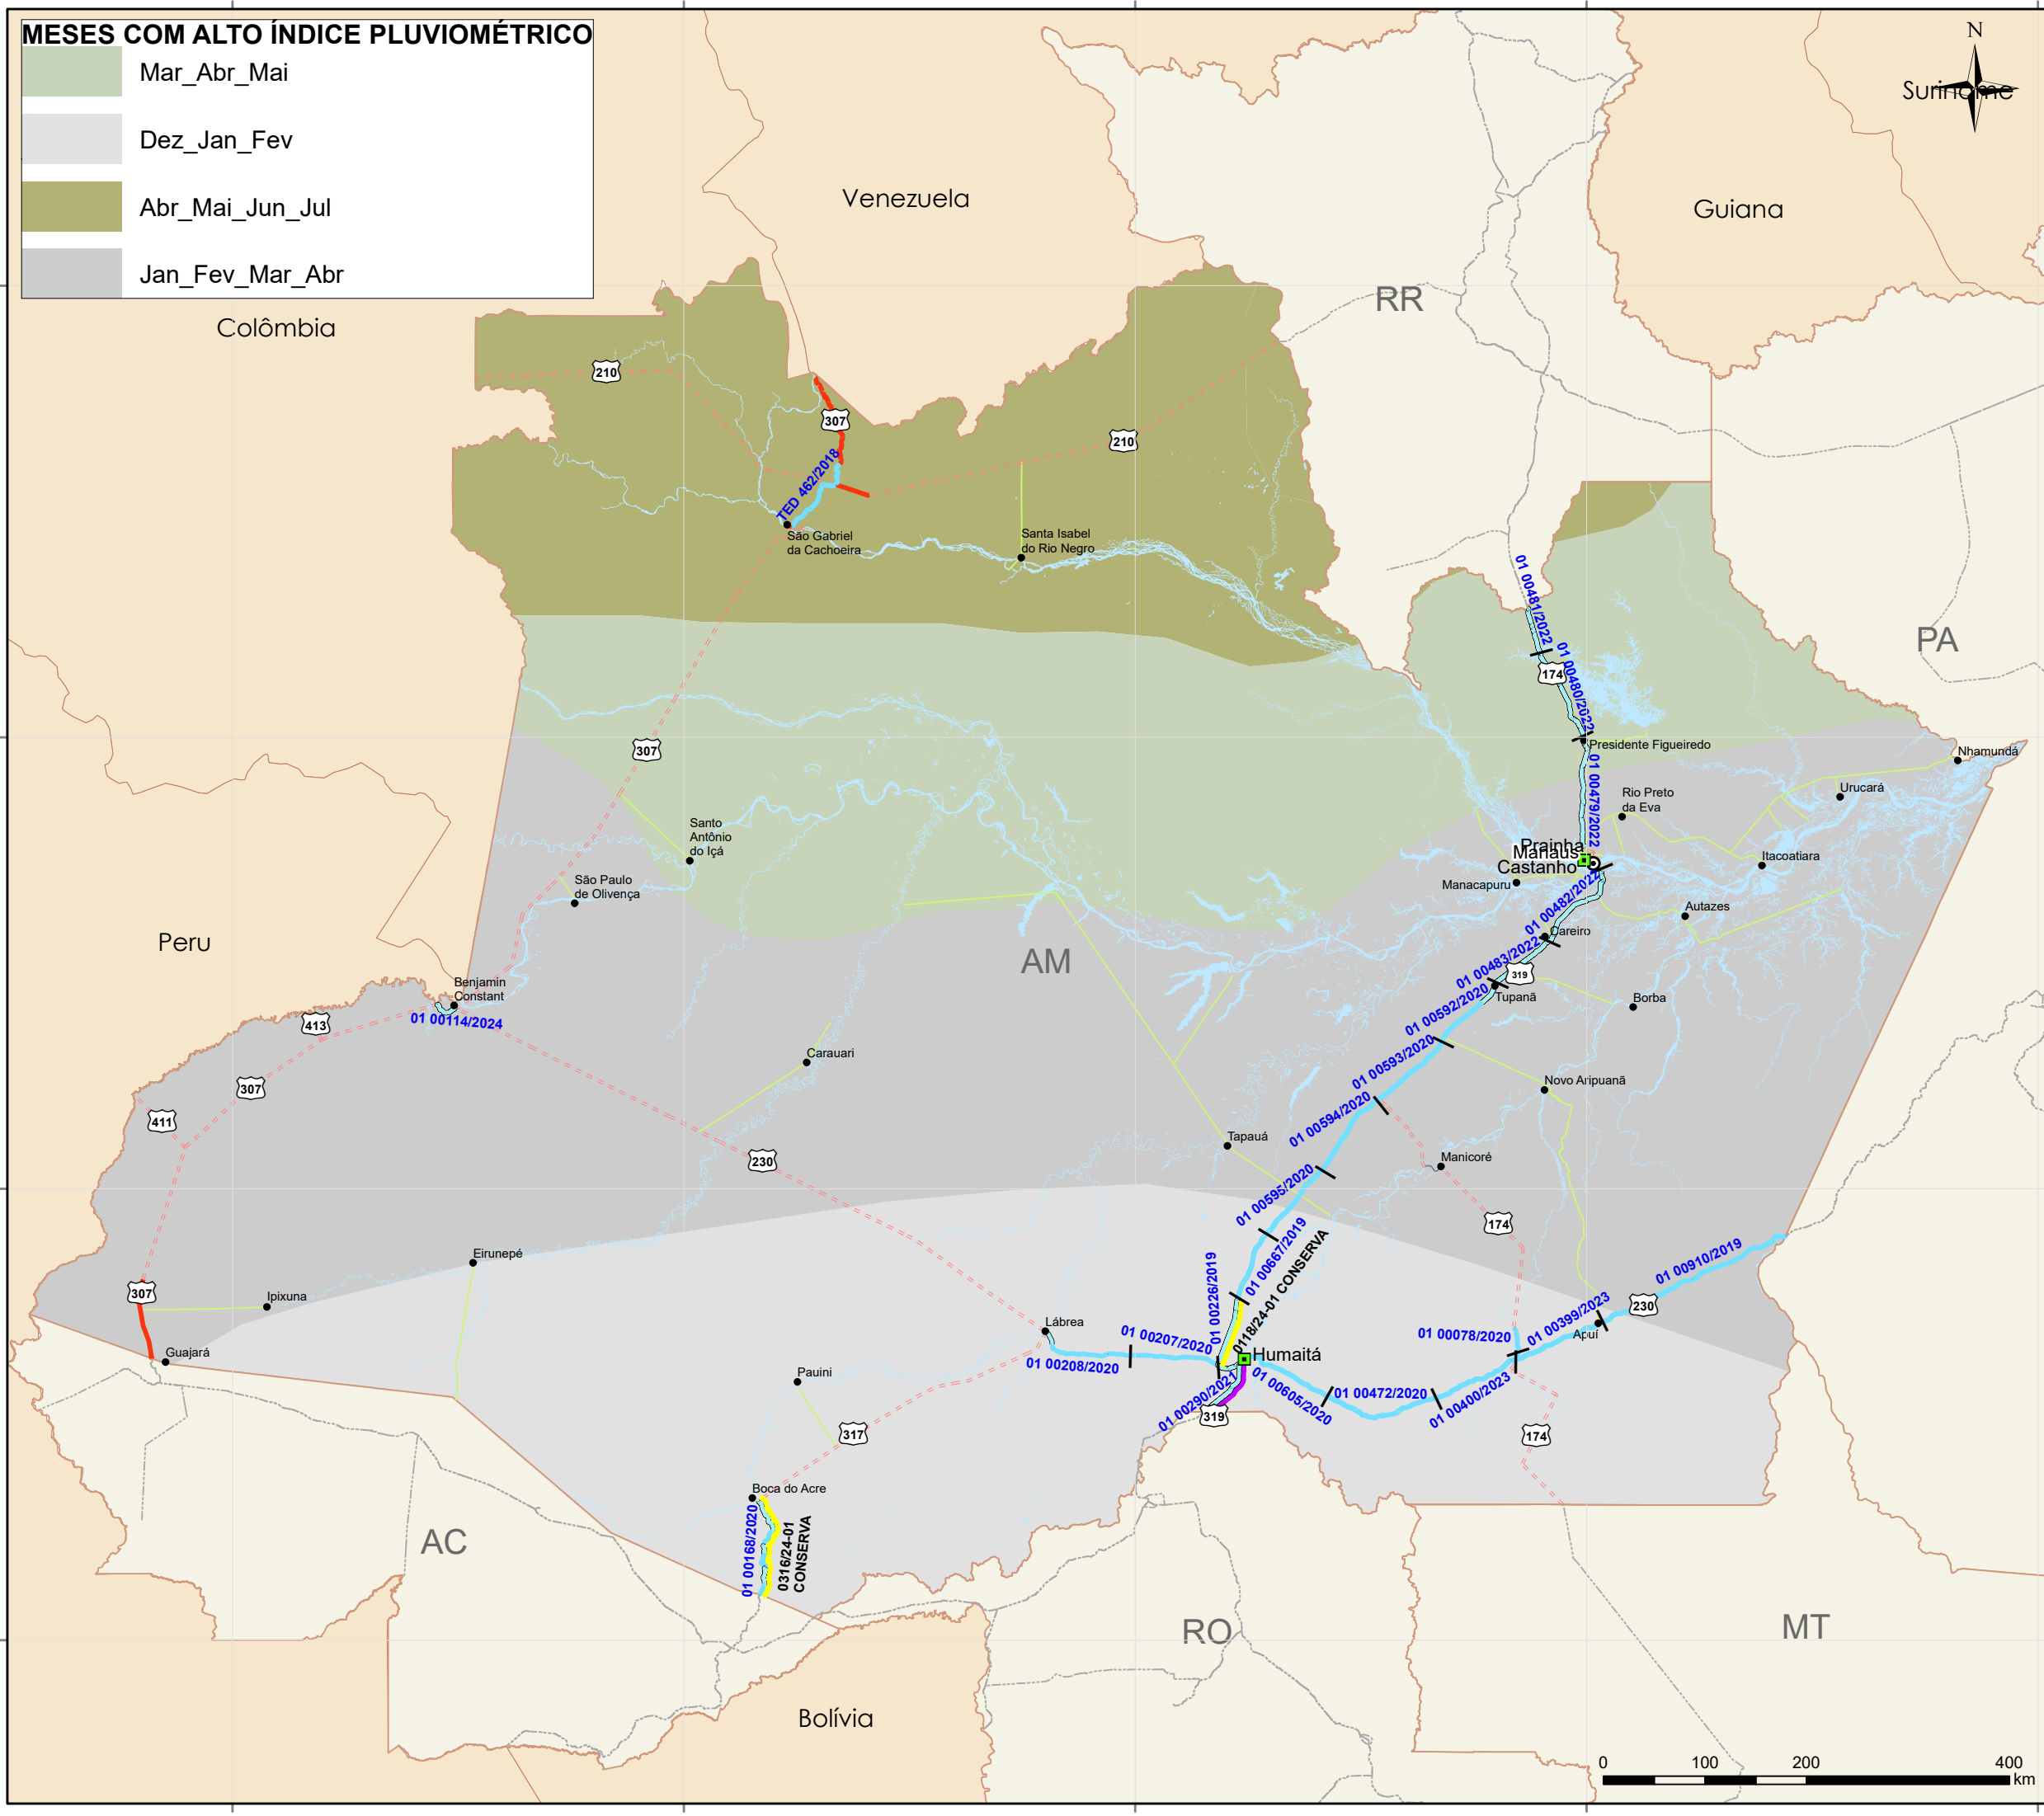 MESES COM ALTO ÍNDICE PLUVIOMÉTRICO
Mar_Abr_Mai
Dez_Jan_Fev
Abr_Mai_Jun_Jul
Jan_Fev_Mar_Abr
N
Suriname
Venezuela
Guiana
Colômbia
RR
210
307
210
TED 462/2018
São Gabriel
da Cachoeira
Santa Isabel
do Rio Negro
01 00481/2022
PA
01 00480/2022
174
307
Presidente Figueiredo
Nhamundá
01 00479/2022
Urucará
Rio Preto
da Eva
Santo
Antônio
do Içá
Prainha
Manaus
Castanho
Itacoatiara
Manacapuru
São Paulo
de Olivença
01 00482/2022
Autazes
Careiro
Peru
AM
01 00483/2022
319
Tupanã
Benjamin
Constant
01 00114/2024
413
01 00592/2020
Borba
01 00593/2020
Carauari
307
Novo Aripuanã
411
01 00594/2020
Tapauá
230
Manicoré
01 00595/2020
174
01 00667/2019
Eirunepé
01 00226/2019
0118/24-01 CONSERVA
01 00910/2019
307
Ipixuna
230
Lábrea
01 00207/2020
01 00078/2020
01 00399/2023
Apuí
Guajará
01 00208/2020
Humaitá
Pauini
01 00290/2021
01 00605/2020
01 00472/2020
01 00400/2023
319
317
174
Boca do Acre
01 00168/2020
0316/24-01
CONSERVA
AC
RO
MT
Bolívia
0
100
200
400
km